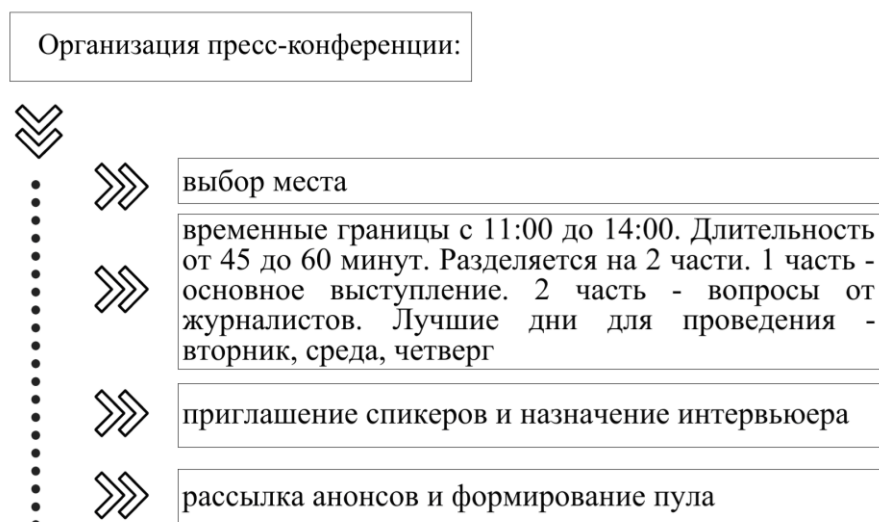 Организация пресс-конференции:
выбор места
временные границы с 11:00 до 14:00. Длительность
от 45 до 60 минут. Разделяется на 2 части. 1 часть -
основное выступление. 2 часть - вопросы от
журналистов. Лучшие дни для проведения -
вторник, среда, четверг
приглашение спикеров и назначение интервьюера
рассылка анонсов и формирование пула